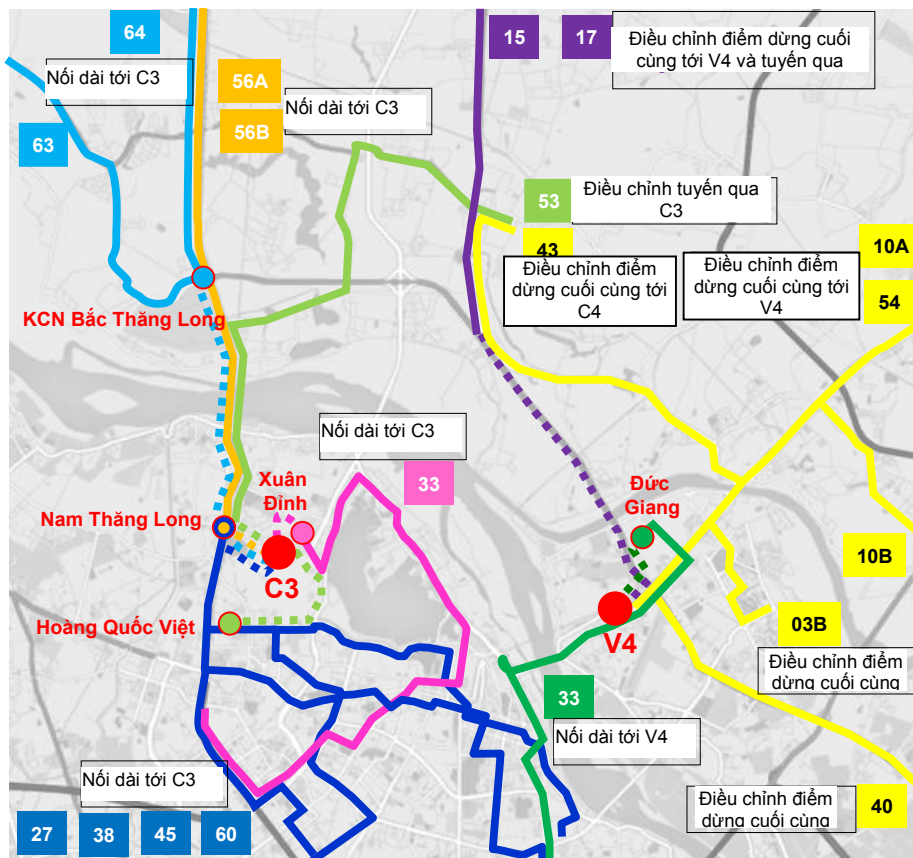 64
15
17
Điều chỉnh điểm dừng cuối
cùng tới V4 và tuyến qua
Nối dài tới C3
56A
Nối dài tới C3
56B
63
53
Điều chỉnh tuyến qua
C3
43
10A
Điều chỉnh điểm
dừng cuối cùng tới
C4
Điều chỉnh điểm
dừng cuối cùng tới
V4
54
KCN Bắc Thăng Long
Nối dài tới C3
33
Xuân
Đỉnh
Đức
Giang
Nam Thăng Long
C3
10B
Hoàng Quốc Việt
V4
03B
Điều chỉnh điểm
dừng cuối cùng
33
Nối dài tới V4
Nối dài tới C3
27
38
45
60
Điều chỉnh điểm
dừng cuối cùng
40